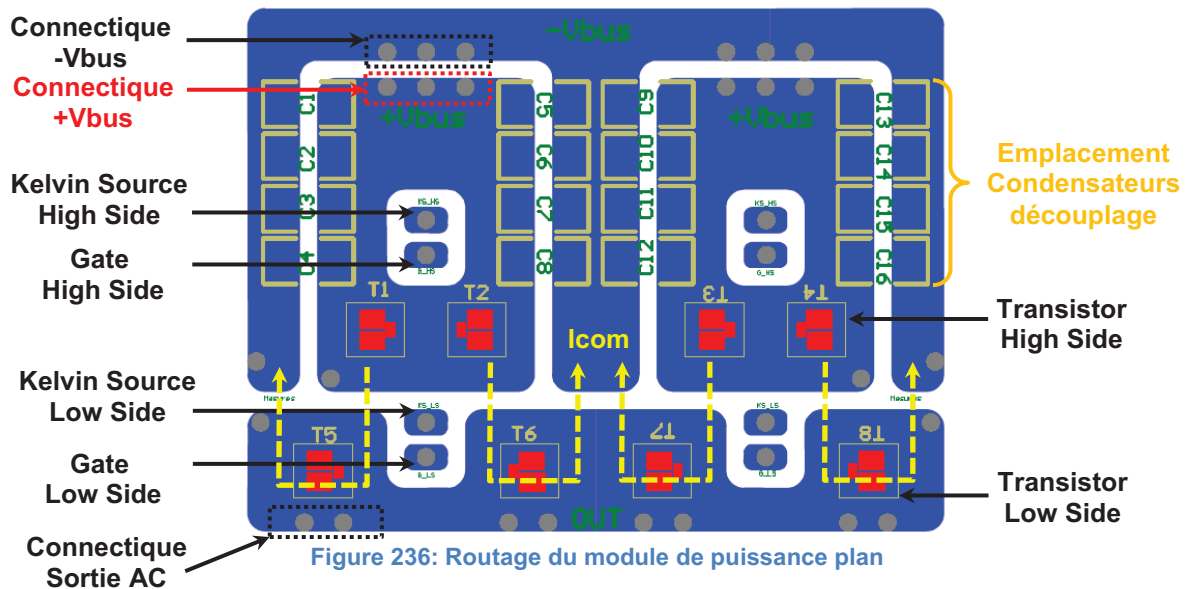 Connectique
-Vbus
Connectique
+Vbus
Kelvin Source
High Side
Gate
High Side
Kelvin Source
Low Side
Gate
Low Side
Connectique
Sortie AC
-Vbus
+Vbus
+Vbus
C1
C2
C3
C4
C5
C6
C7
C8
C9
C10
C11
C12
C13
C14
C15
C16
KS_HS
G_HS
KS_HS
G_HS
T1
T2
T3
T4
Icom
Mesures
Mesures
KS_LS
G_LS
KS_LS
G_LS
T5
T6
T7
T8
OUT
Emplacement
Condensateurs
découplage
Transistor
High Side
Transistor
Low Side
Figure 236: Routage du module de puissance plan